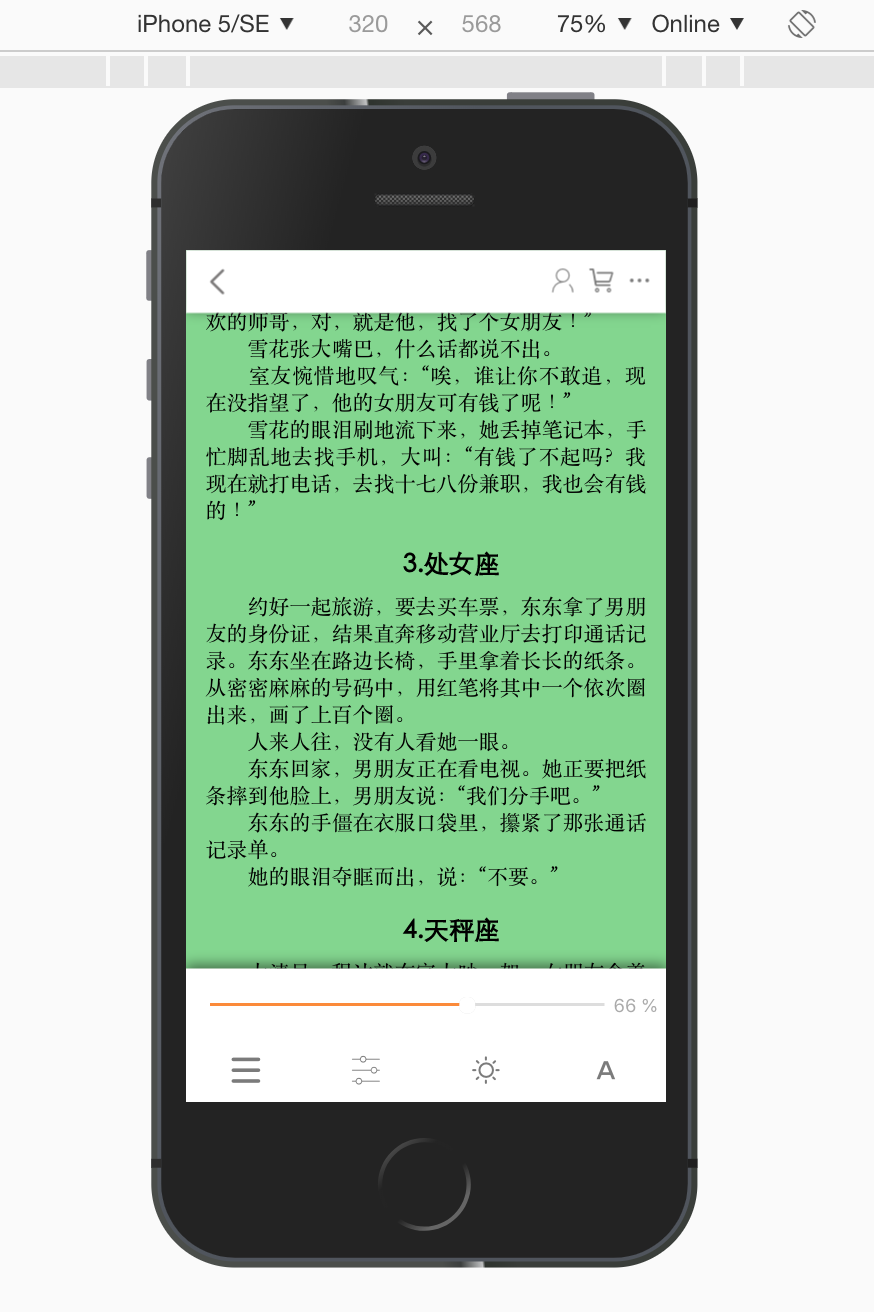 iPhone 5/SE ▼ 320 × 568 75% ▼ Online ▼
欢的师哥，对，就是他，找了个女朋友！”
雪花张大嘴巴，什么话都说不出。
室友惋惜地叹气：“唉，谁让你不敢追，现
在没指望了，他的女朋友可有钱了呢！”
雪花的眼泪刷地流下来，她丢掉笔记本，手
忙脚乱地去找手机，大叫：“有钱了不起吗？我
现在就打电话，去找十七八份兼职，我也会有钱
的！”
3.处女座
约好一起旅游，要去买车票，东东拿了男朋
友的身份证，结果直奔移动营业厅去打印通话记
录。东东坐在路边长椅，手里拿着长长的纸条。
从密密麻麻的号码中，用红笔将其中一个依次圈
出来，画了上百个圈。
人来人往，没有人看她一眼。
东东回家，男朋友正在看电视。她正要把纸
条摔到他脸上，男朋友说：“我们分手吧。”
东东的手僵在衣服口袋里，攥紧了那张通话
记录单。
她的眼泪夺眶而出，说：“不要。”
4.天秤座
66 %
A